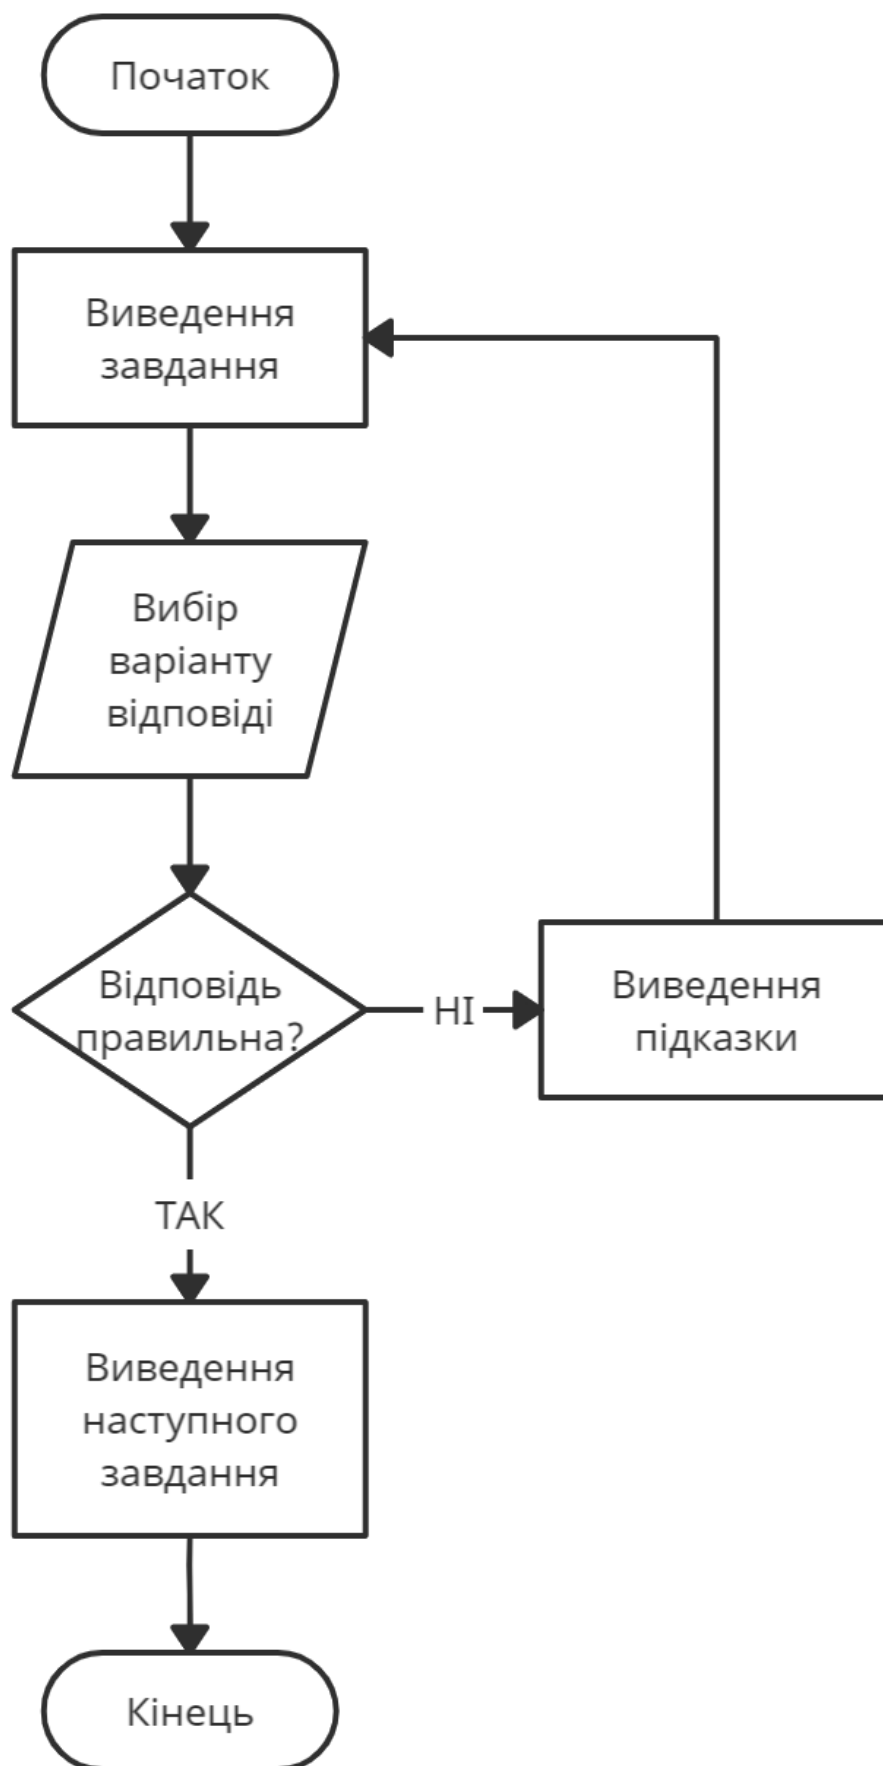 Початок
Виведення
завдання
Вибір
варіанту
відповіді
Відповідь
правильна?
НІ
Виведення
підказки
ТАК
Виведення
наступного
завдання
Кінець